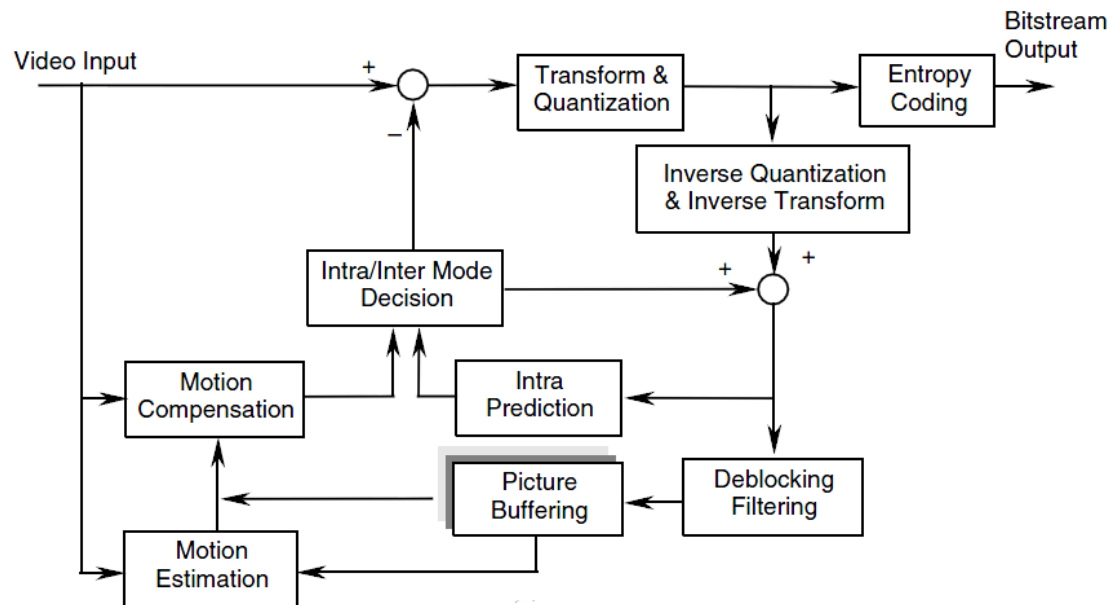 Bitstream
Output
Video Input
+
Transform &
Quantization
Entropy
Coding
−
Inverse Quantization
& Inverse Transform
Intra/Inter Mode
Decision
+
+
Motion
Compensation
Intra
Prediction
Picture
Buffering
Deblocking
Filtering
Motion
Estimation